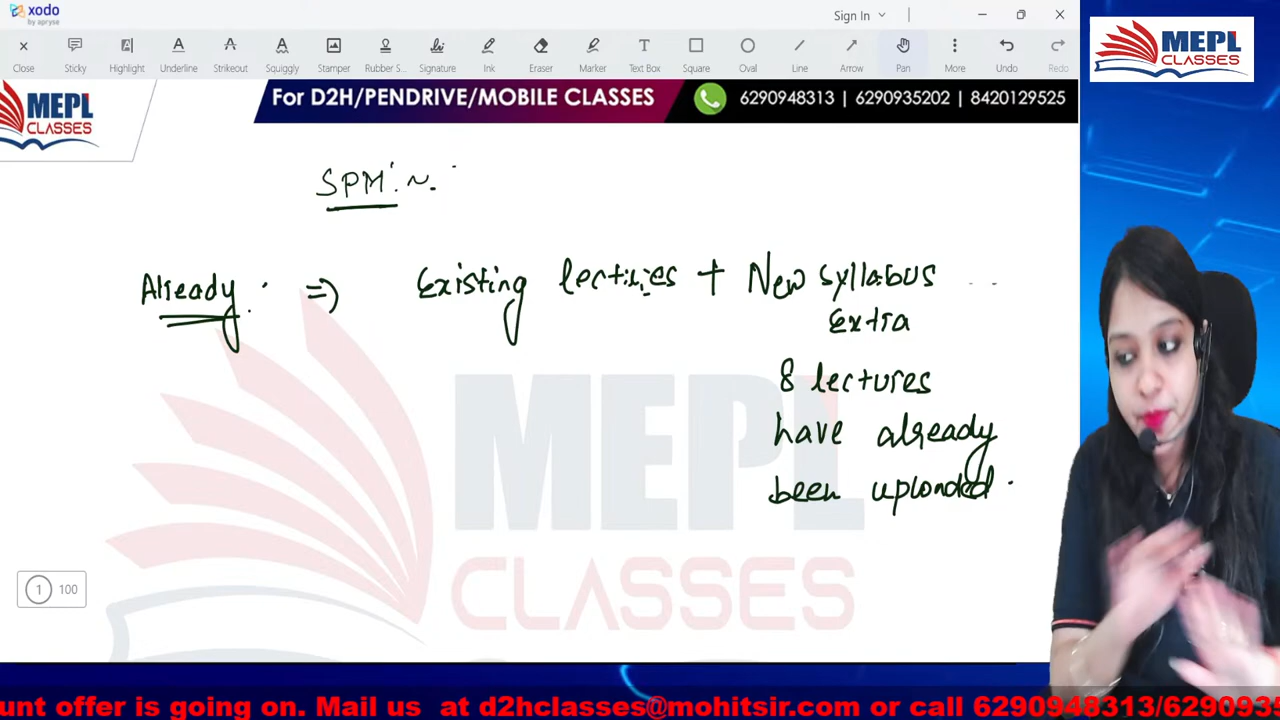 xodo
by apryse
Sign In
MEPL
CLASSES
Close
Sticky
Highlight
Underline
Strikeout
Squiggly
Stamper
Rubber S
Signature
Eraser
Marker
Text Box
Square
Oval
Line
Arrow
Pan
More
Undo
Redo
MEPL
CLASSES
For D2H/PENDRIVE/MOBILE CLASSES
6290948313 | 6290935202 | 8420129525
SPM:~.
Already: => Existing lectures + New syllabus ..
Extra
8 lectures
have already
been uploaded.
MEPL
CLASSES
1 100
unt offer is going on. Mail us at d2hclasses@mohitsir.com or call 6290948313/629093